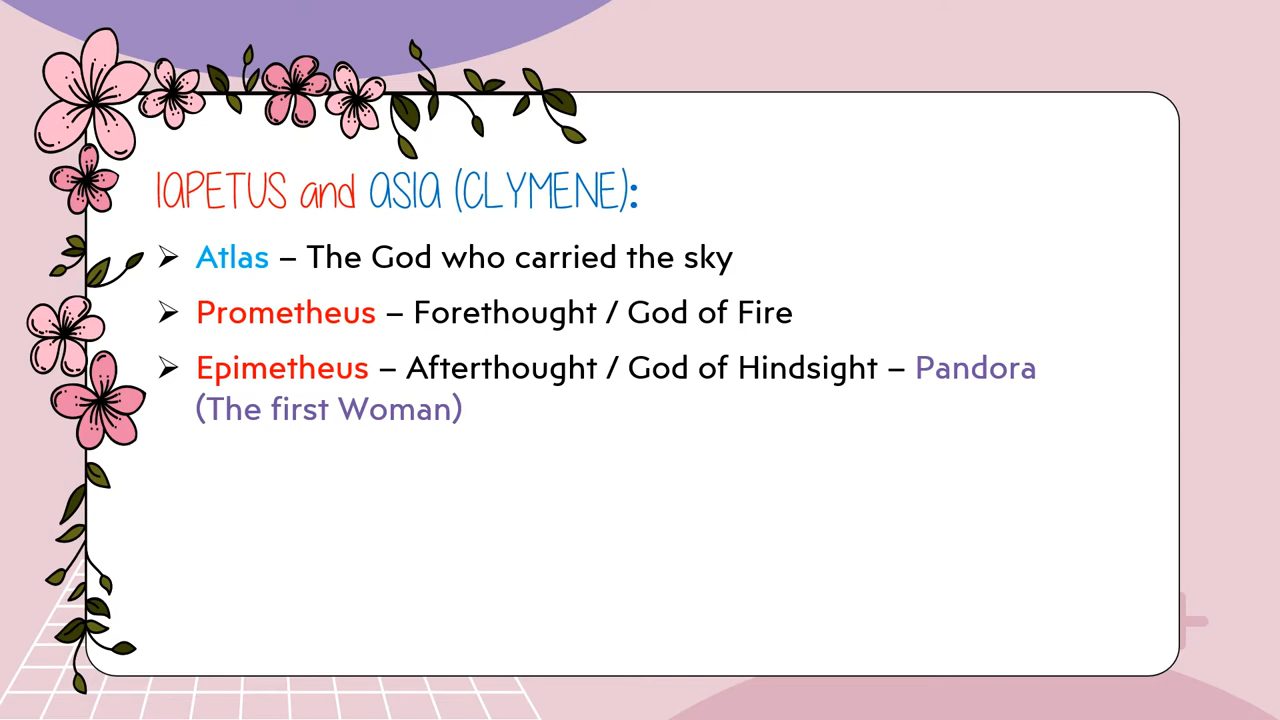 IAPETUS and ASIA (CLYMENE):
➢ Atlas – The God who carried the sky
➢ Prometheus – Forethought / God of Fire
➢ Epimetheus – Afterthought / God of Hindsight – Pandora
(The first Woman)